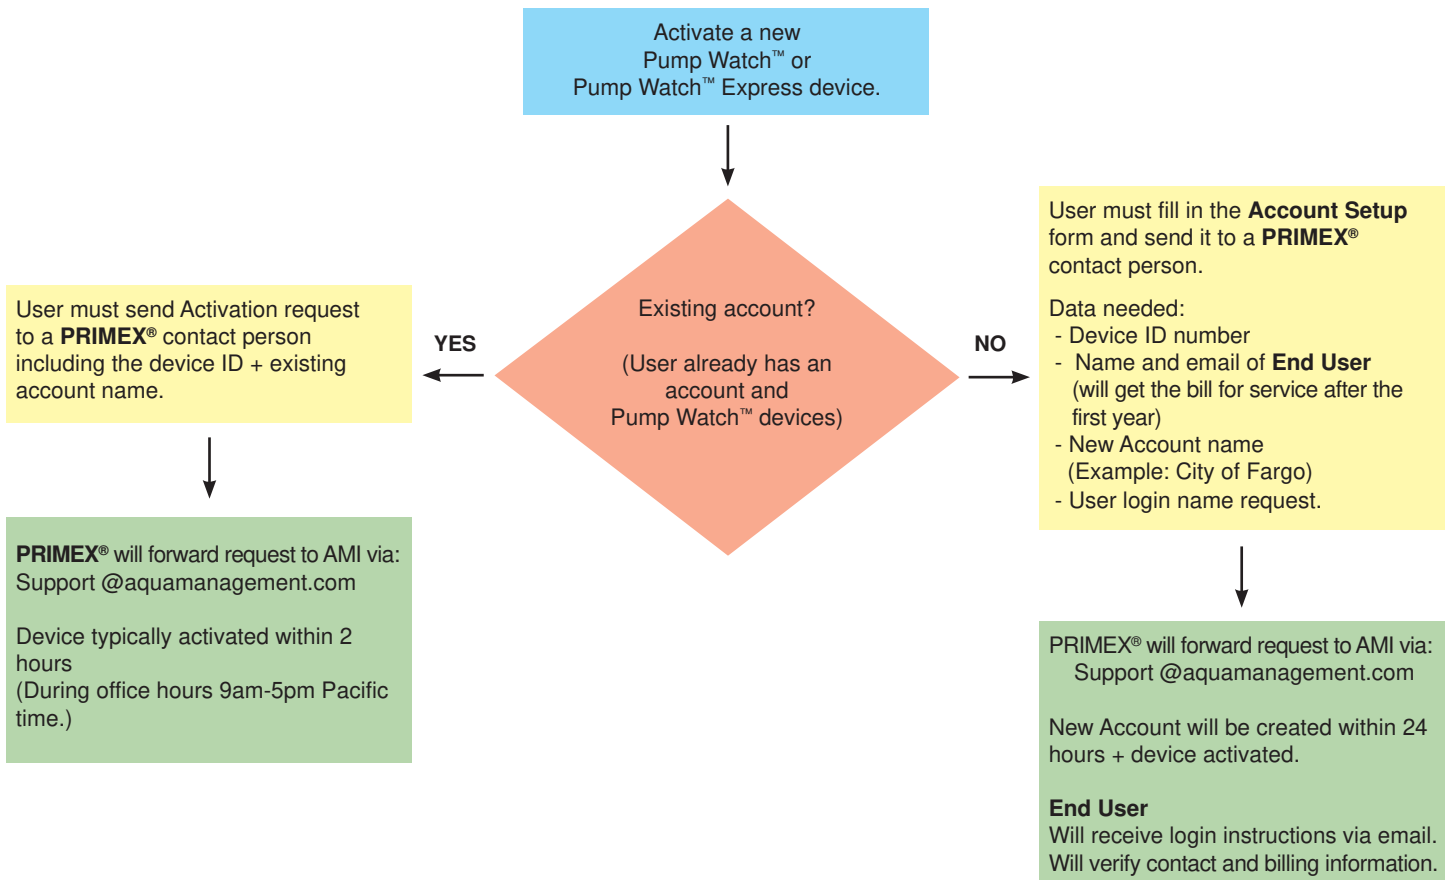 Activate a new
Pump Watch™ or
Pump Watch™ Express device.
Existing account?
(User already has an
account and
Pump Watch™ devices)
YES
User must send Activation request
to a PRIMEX® contact person
including the device ID + existing
account name.
PRIMEX® will forward request to AMI via:
Support @aquamanagement.com
Device typically activated within 2
hours
(During office hours 9am-5pm Pacific
time.)
NO
User must fill in the Account Setup
form and send it to a PRIMEX®
contact person.
Data needed:
- Device ID number
- Name and email of End User
(will get the bill for service after the
first year)
- New Account name
(Example: City of Fargo)
- User login name request.
PRIMEX® will forward request to AMI via:
Support @aquamanagement.com
New Account will be created within 24
hours + device activated.
End User
Will receive login instructions via email.
Will verify contact and billing information.